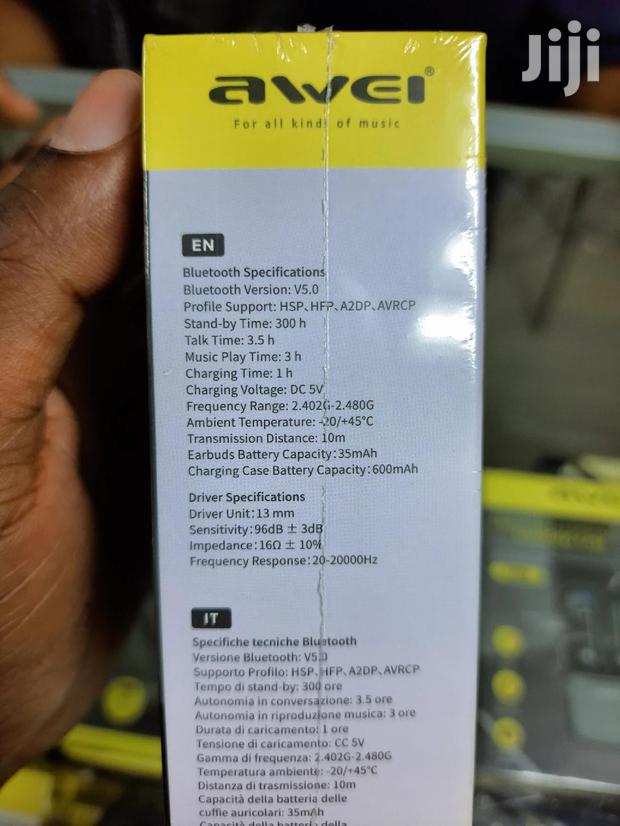 Jiji
awei®
For all kinds of music
EN
Bluetooth Specifications
Bluetooth Version: V5.0
Profile Support: HSP、HFP、A2DP、AVRCP
Stand-by Time: 300 h
Talk Time: 3.5 h
Music Play Time: 3 h
Charging Time: 1 h
Charging Voltage: DC 5V
Frequency Range: 2.402G-2.480G
Ambient Temperature: -20/+45°C
Transmission Distance: 10m
Earbuds Battery Capacity:35mAh
Charging Case Battery Capacity:600mAh
Driver Specifications
Driver Unit:13 mm
Sensitivity:96dB ± 3dB
Impedance:16Ω ± 10%
Frequency Response:20-20000Hz
IT
Specifiche tecniche Bluetooth
Versione Bluetooth: V5.0
Supporto Profilo: HSP、HFP、A2DP、AVRCP
Tempo di stand-by: 300 ore
Autonomia in conversazione: 3.5 ore
Autonomia in riproduzione musica: 3 ore
Durata di caricamento: 1 ore
Tensione di caricamento: CC 5V
Gamma di frequenza: 2.402G-2.480G
Temperatura ambiente: -20/+45°C
Distanza di trasmissione: 10m
Capacità della batteria delle
cuffie auricolari: 35mAh
Capacità della batteri della
awei